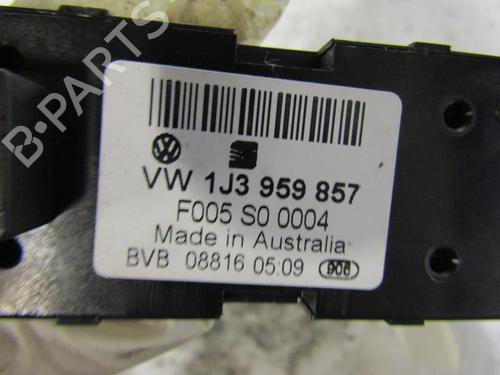 B-PARTS
VW 1J3 959 857
F005 S0 0004
Made in Australia
BVB 08816 05:09